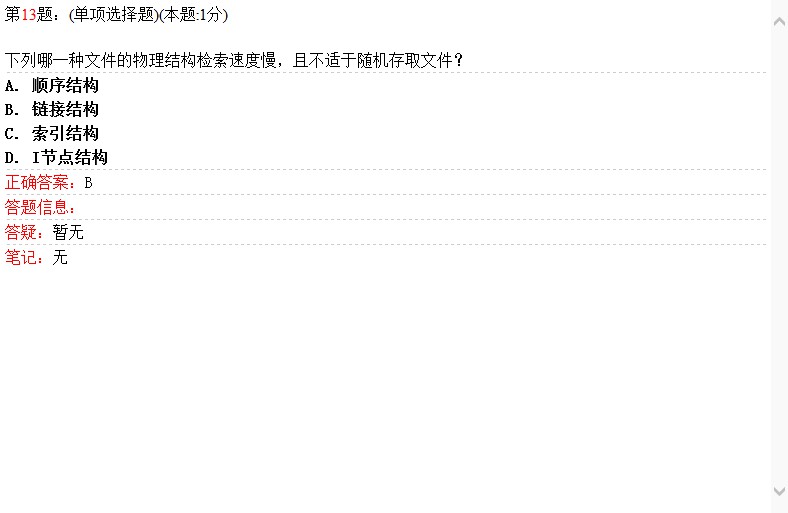 第13题：(单项选择题)(本题:1分)
下列哪一种文件的物理结构检索速度慢，且不适于随机存取文件？
A. 顺序结构
B. 链接结构
C. 索引结构
D. I节点结构
正确答案：B
答题信息：
答疑：暂无
笔记：无